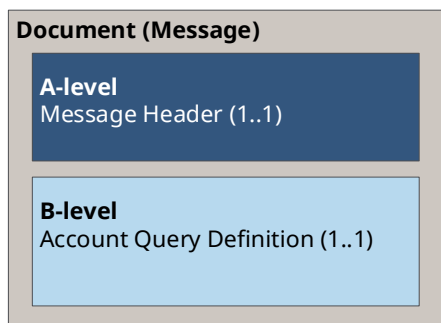 Document (Message)
A-level
Message Header (1..1)
B-level
Account Query Definition (1..1)